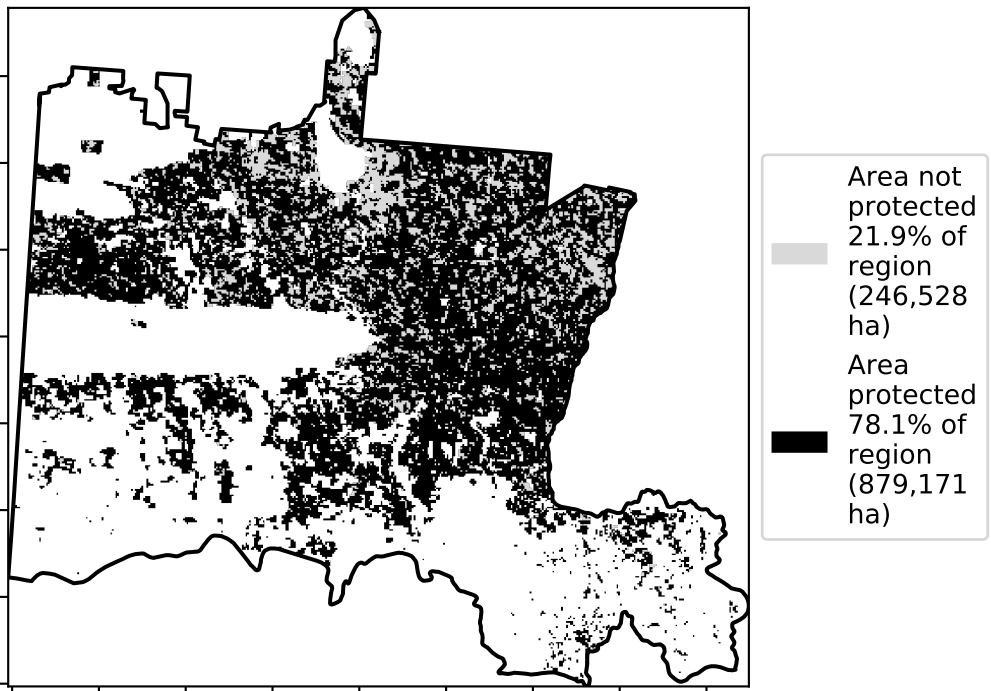 Area not
protected
21.9% of
region
(246,528
ha)
Area
protected
78.1% of
region
(879,171
ha)